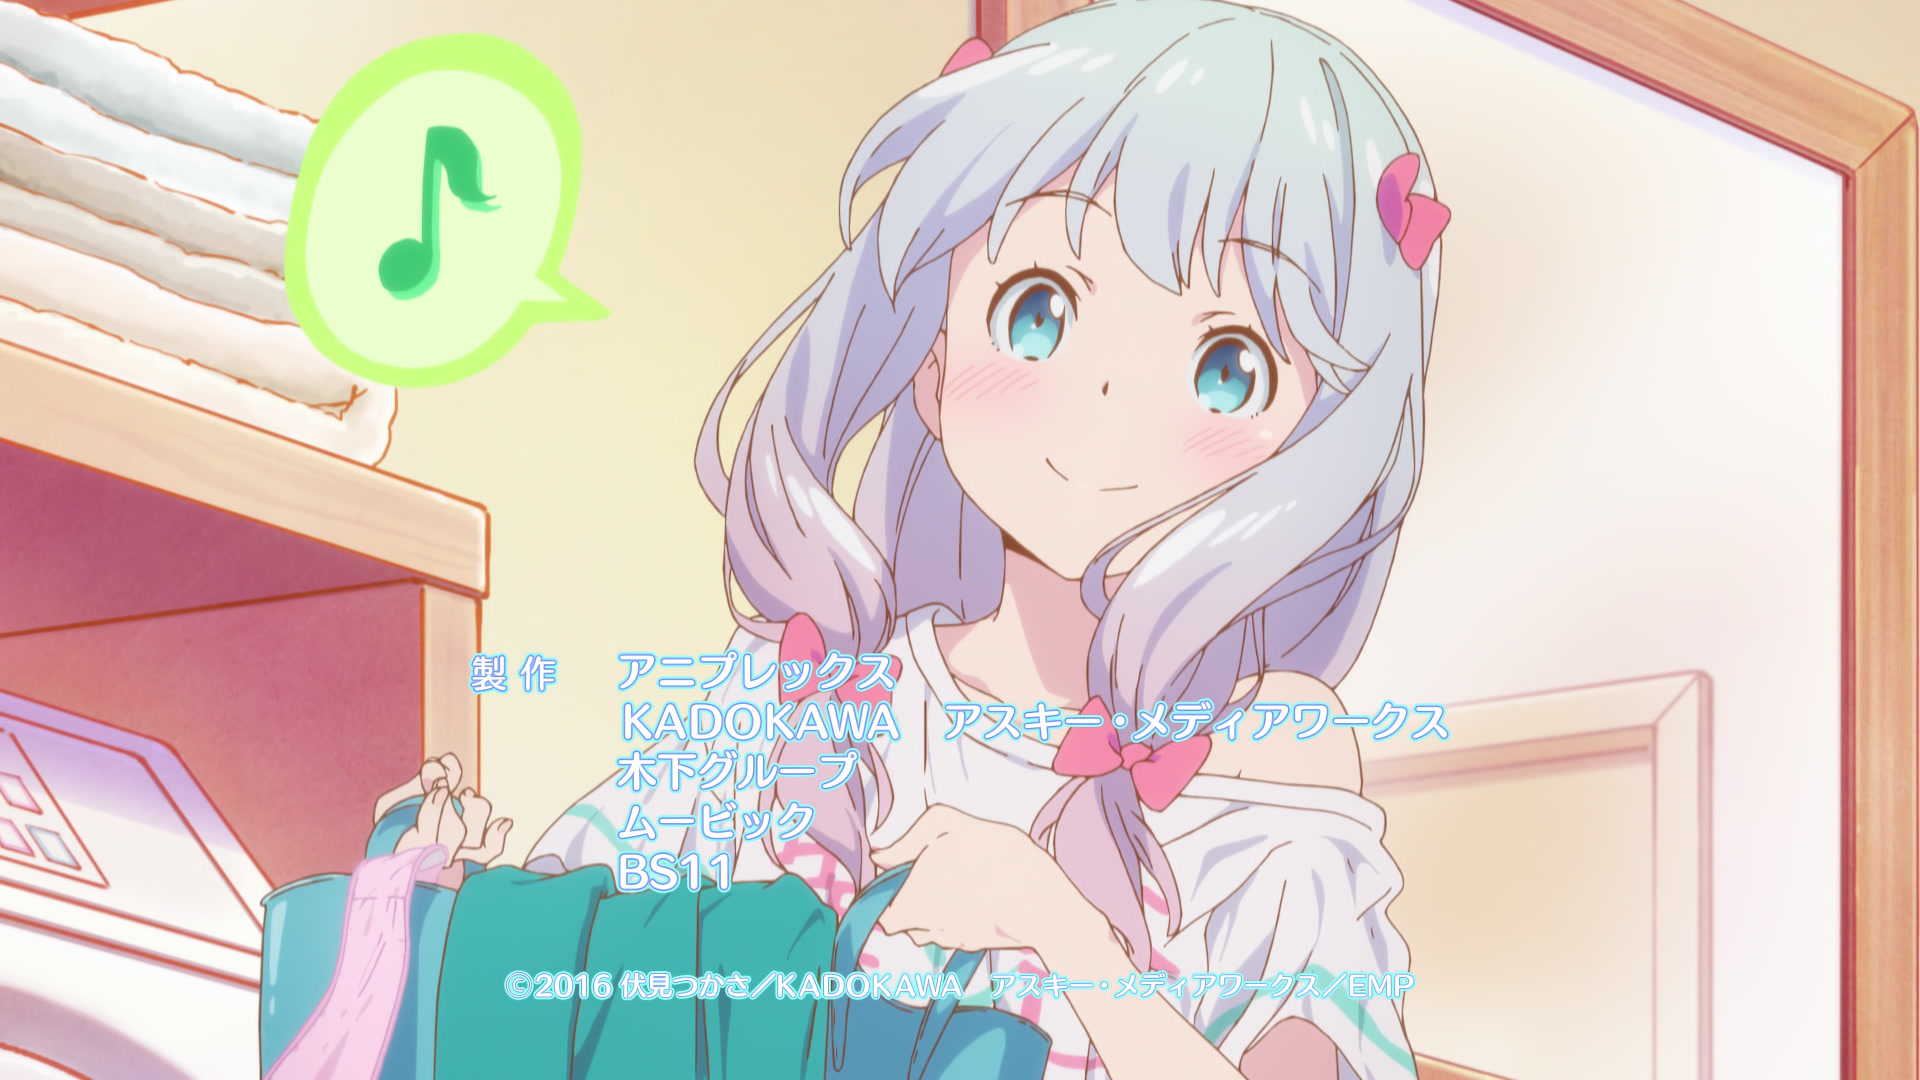 製作 アニプレックス
KADOKAWA アスキー・メディアワークス
木下グループ
ムービック
BS11
©2016 伏見つかさ／KADOKAWA アスキー・メディアワークス／EMP